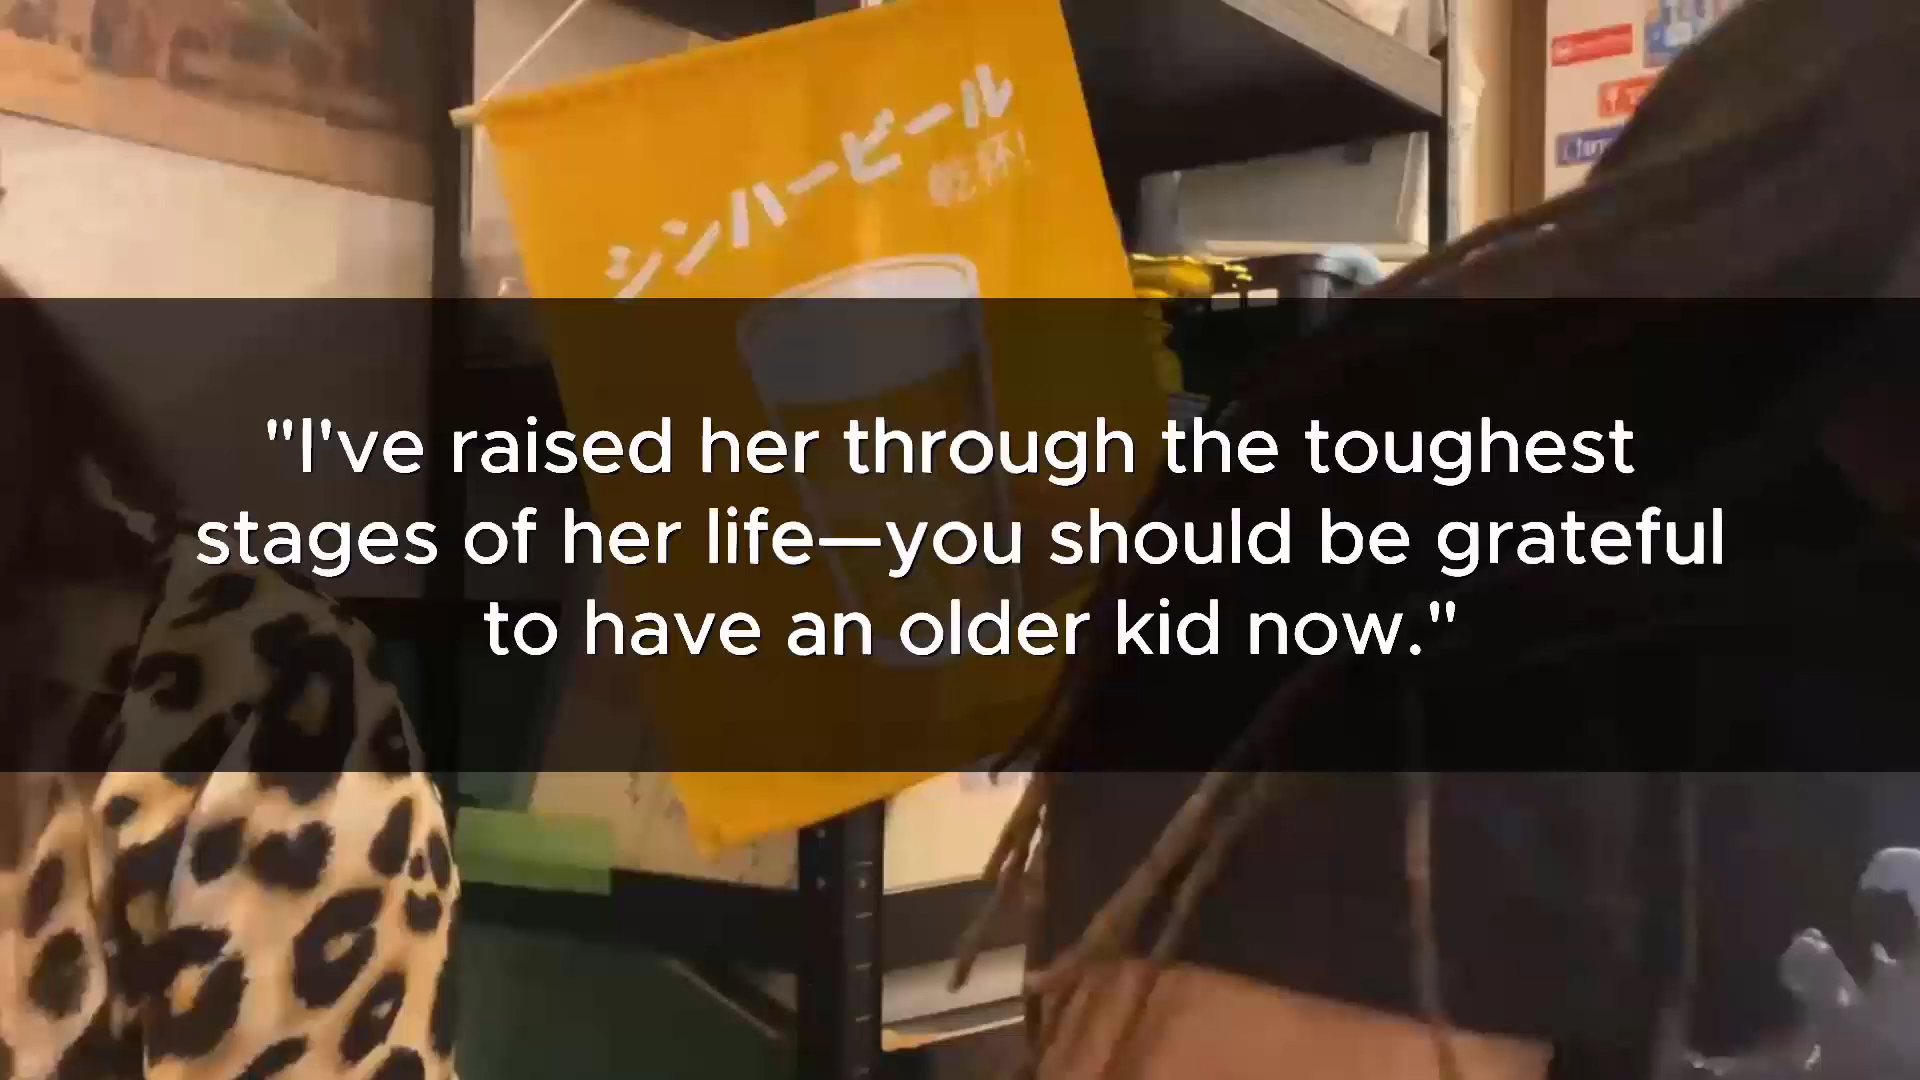 シンハービール
乾杯!
"I've raised her through the toughest
stages of her life—you should be grateful
to have an older kid now."